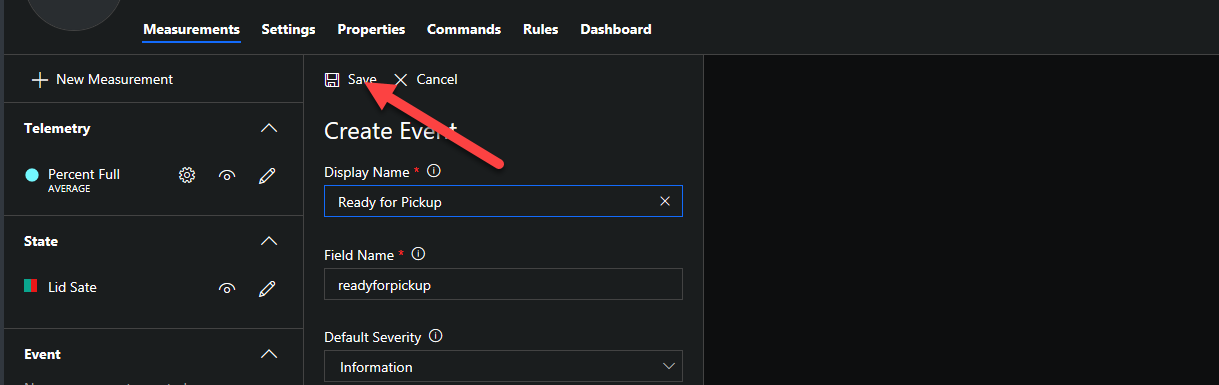 Measurements Settings Properties Commands Rules Dashboard
New Measurement
Telemetry
Percent Full
AVERAGE
State
Lid Sate
Event
Save Cancel
Create Event
Display Name *
Ready for Pickup
Field Name *
readyforpickup
Default Severity
Information